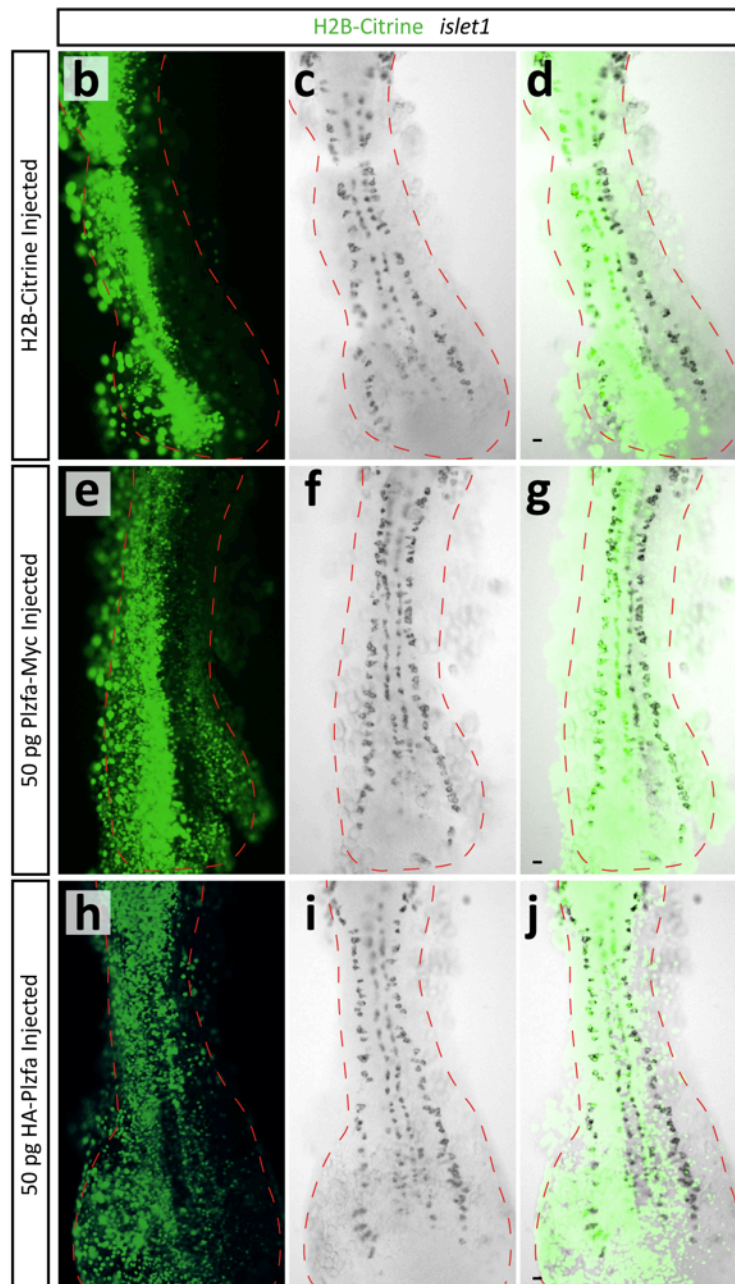 H2B-Citrine islet1
H2B-Citrine Injected
b
c
d
50 pg Plzfa-Myc Injected
e
f
g
50 pg HA-Plzfa Injected
h
i
j